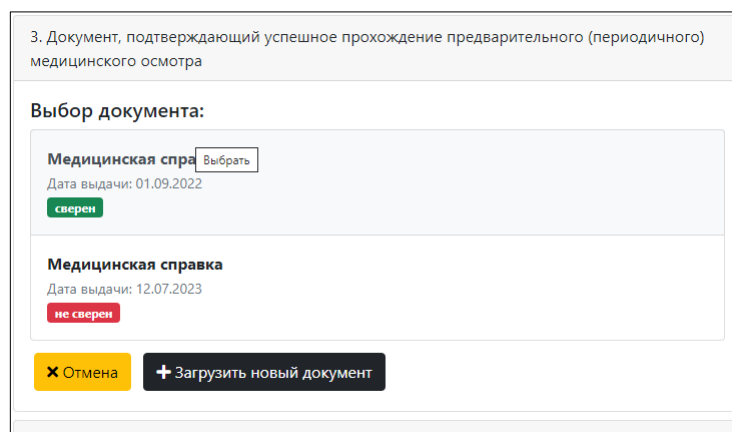 3. Документ, подтверждающий успешное прохождение предварительного (периодичного)
медицинского осмотра
Выбор документа:
Медицинская спра
Выбрать
Дата выдачи: 01.09.2022
сверен
Медицинская справка
Дата выдачи: 12.07.2023
не сверен
Отмена
Загрузить новый документ